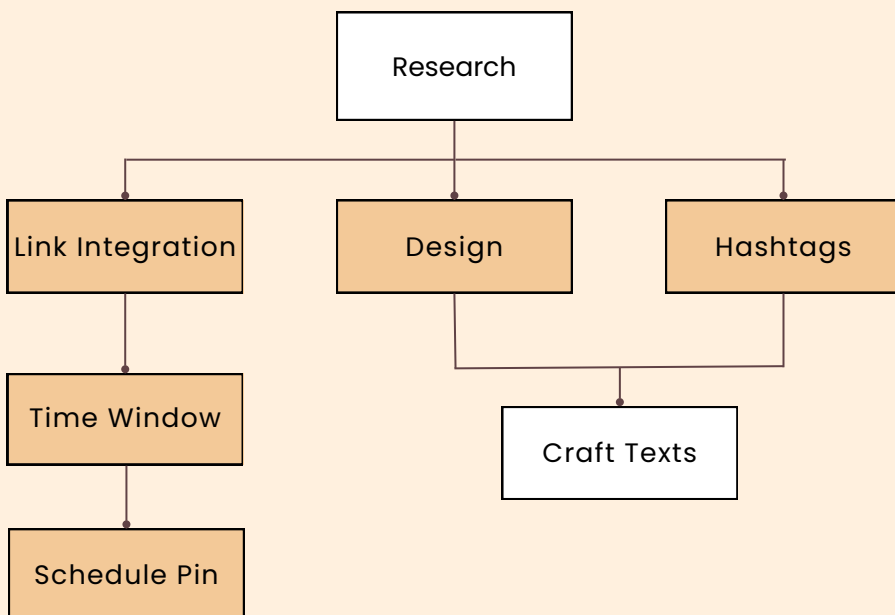 Research
Link Integration
Design
Hashtags
Time Window
Craft Texts
Schedule Pin